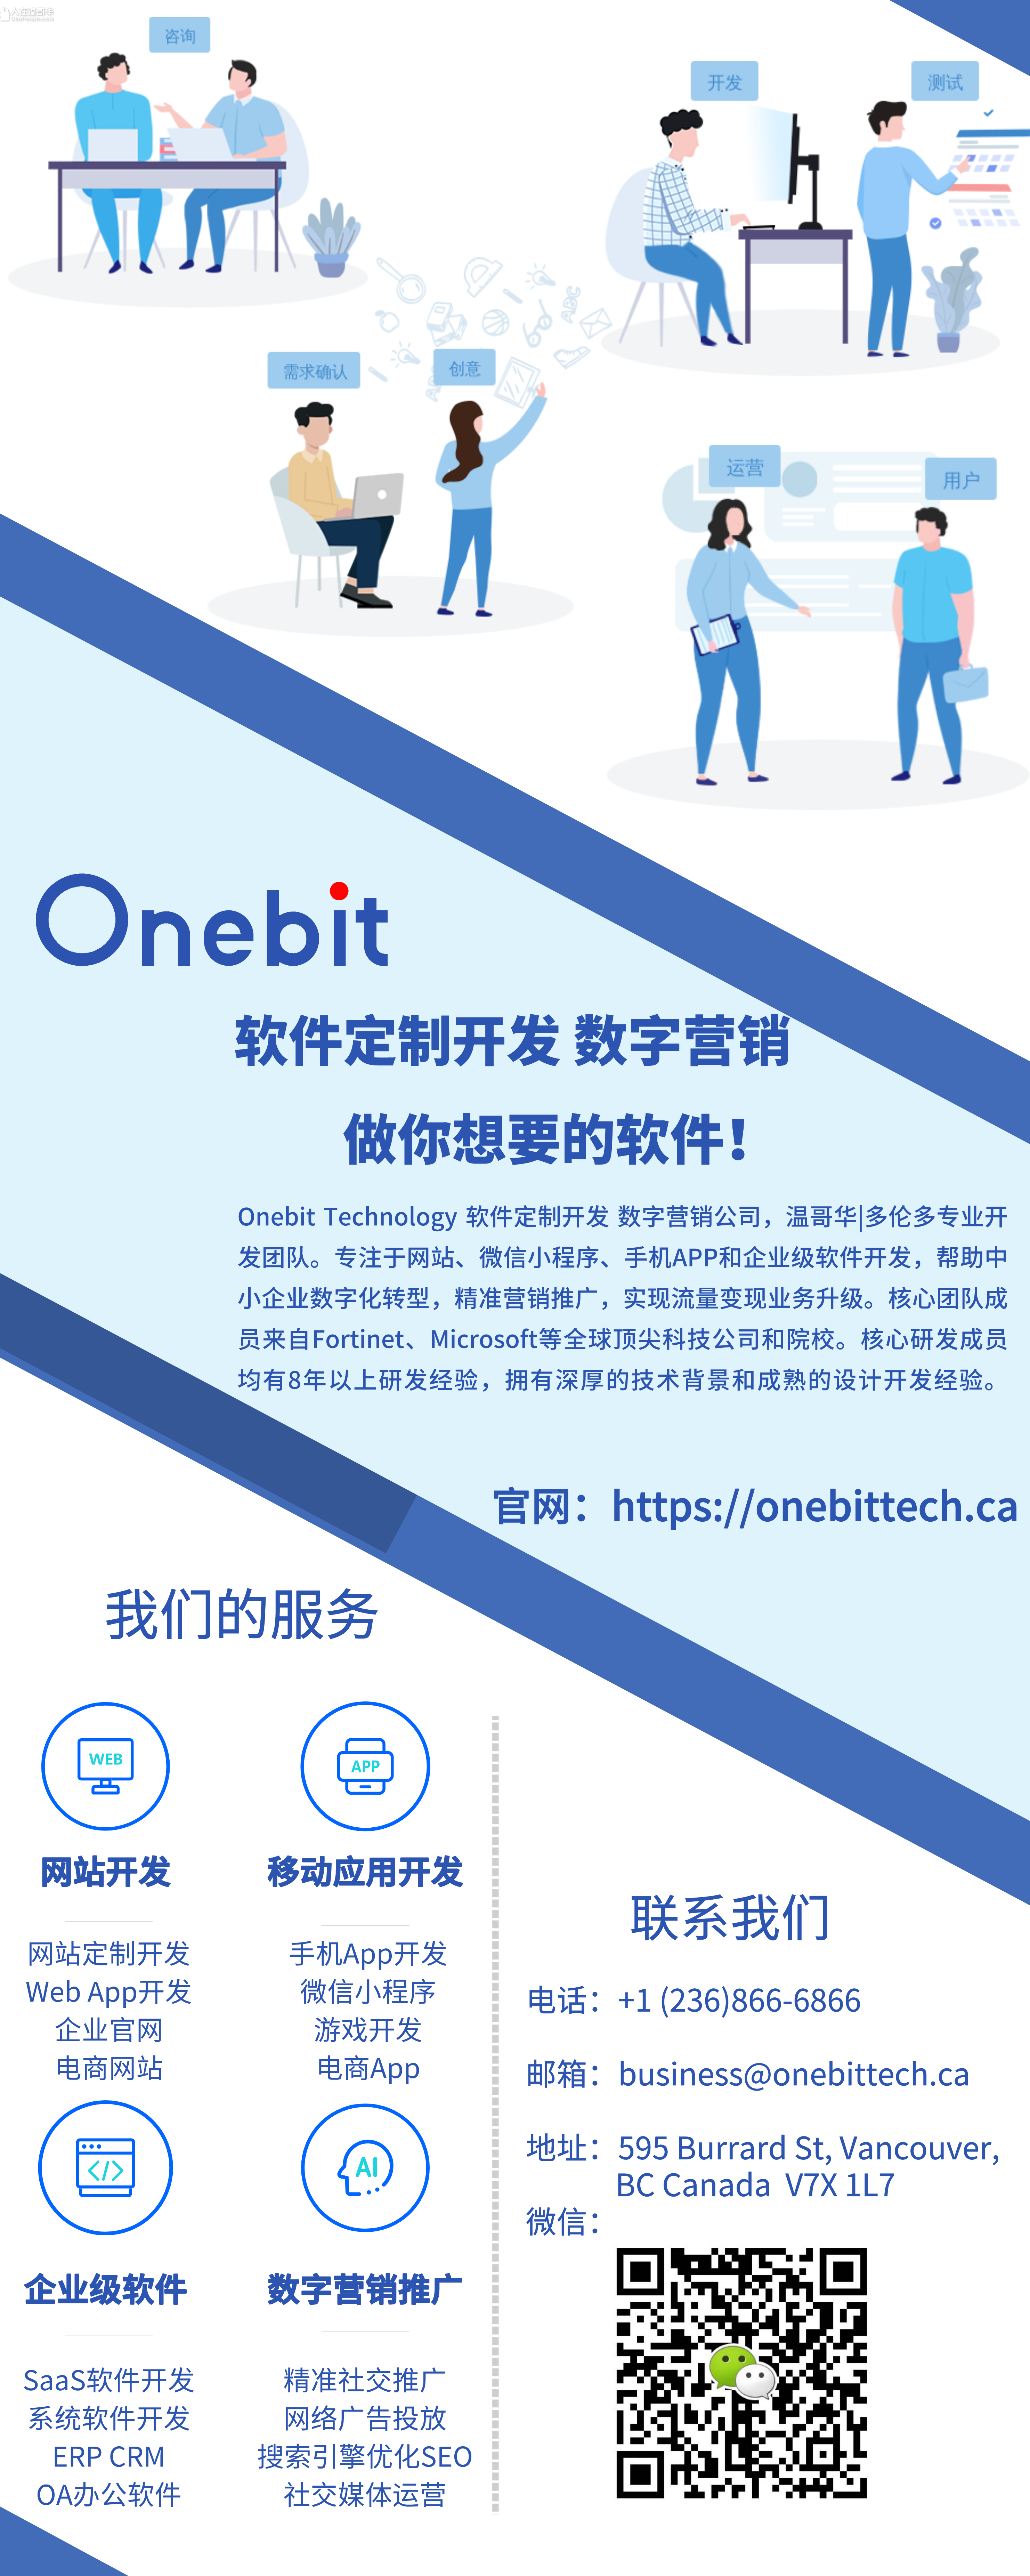 咨询
开发
测试
需求确认
创意
运营
用户
Onebit
软件定制开发 数字营销
做你想要的软件！
Onebit Technology 软件定制开发 数字营销公司，温哥华|多伦多专业开
发团队。专注于网站、微信小程序、手机APP和企业级软件开发，帮助中
小企业数字化转型，精准营销推广，实现流量变现业务升级。核心团队成
员来自Fortinet、Microsoft等全球顶尖科技公司和院校。核心研发成员
均有8年以上研发经验，拥有深厚的技术背景和成熟的设计开发经验。
官网：https://onebittech.ca
我们的服务
WEB
网站开发
网站定制开发
Web App开发
企业官网
电商网站
APP
移动应用开发
手机App开发
微信小程序
游戏开发
电商App
</>
企业级软件
SaaS软件开发
系统软件开发
ERP CRM
OA办公软件
AI
数字营销推广
精准社交推广
网络广告投放
搜索引擎优化SEO
社交媒体运营
联系我们
电话：+1 (236)866-6866
邮箱：business@onebittech.ca
地址：595 Burrard St, Vancouver,
BC Canada  V7X 1L7
微信：